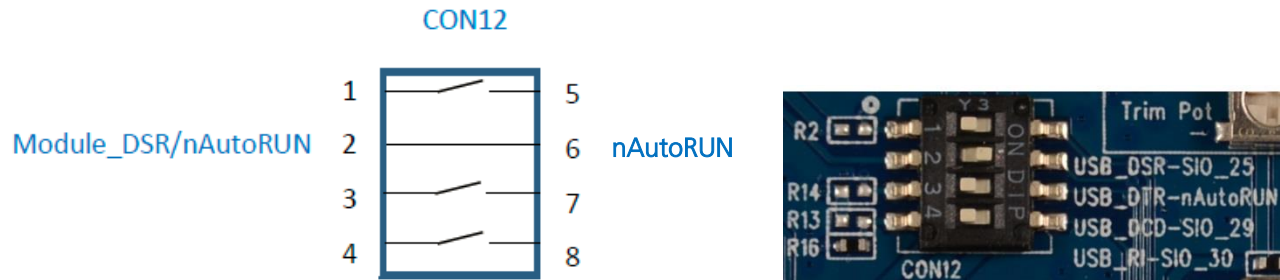 CON12
1 5
Module_DSR/nAutoRUN 2 6 nAutoRUN
3 7
4 8
Y3
Trim Pot
R2
1 2 3 4
ON DIP
USB_DSR-SIO_25
R14
USB_DTR-nAutoRUN
R13
USB_DCD-SIO_29
R16
USB_RI-SIO_30
CON12